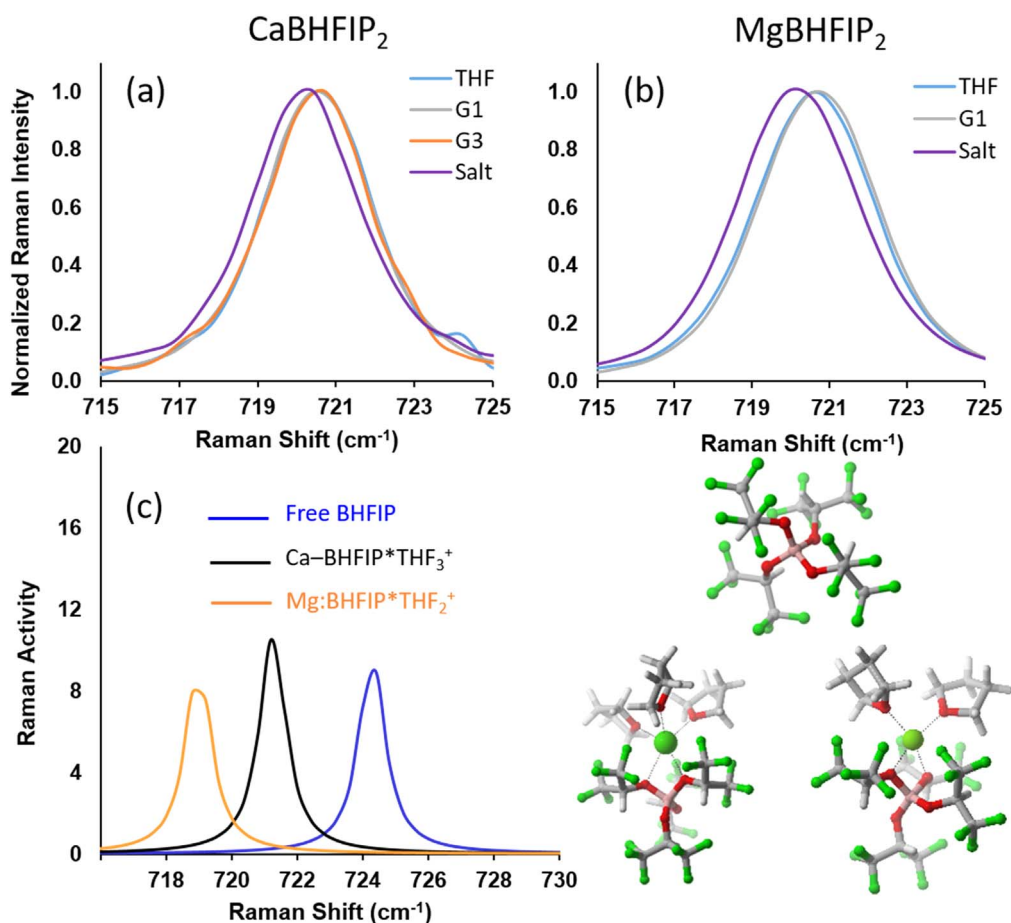 CaBHFIP₂
MgBHFIP₂
(a)
THF
G1
G3
Salt
Normalized Raman Intensity
1.0
0.8
0.6
0.4
0.2
0.0
715 717 719 721 723 725
Raman Shift (cm⁻¹)
(b)
THF
G1
Salt
1.0
0.8
0.6
0.4
0.2
0.0
715 717 719 721 723 725
Raman Shift (cm⁻¹)
(c)
Free BHFIP
Ca–BHFIP*THF₃⁺
Mg:BHFIP*THF₂⁺
Raman Activity
20
16
12
8
4
0
718 720 722 724 726 728 730
Raman Shift (cm⁻¹)